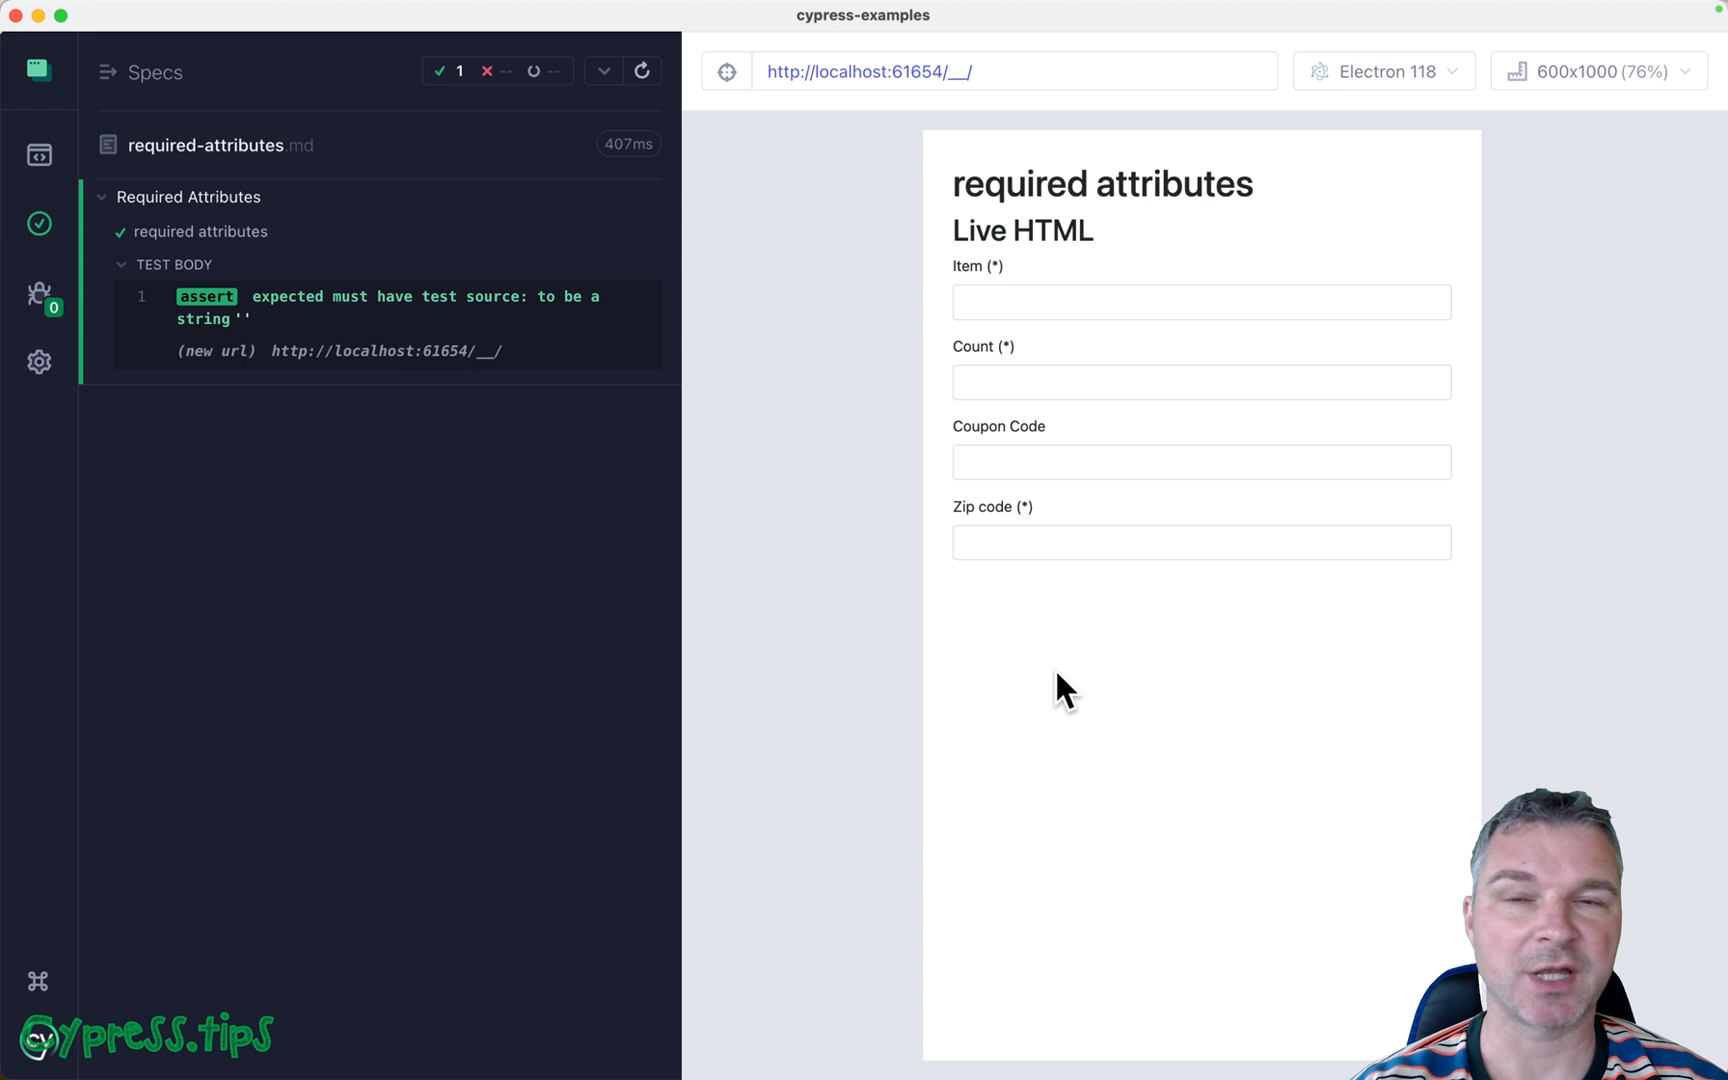 cypress-examples
Specs
1 -- --
http://localhost:61654/__/
Electron 118
600x1000 (76%)
required-attributes.md
407ms
Required Attributes
required attributes
TEST BODY
1 assert expected must have test source: to be a
string ''
(new url) http://localhost:61654/__/
0
required attributes
Live HTML
Item (*)
Count (*)
Coupon Code
Zip code (*)
cy
Cypress.tips